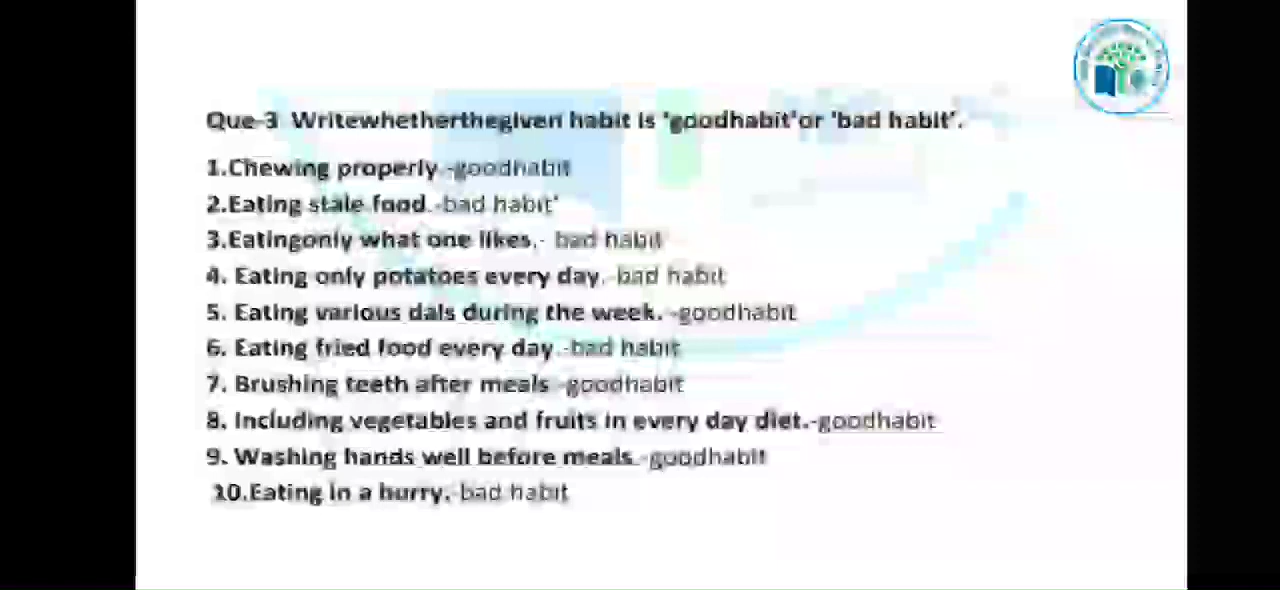 Que-3 Writewhetherthegiven habit is 'goodhabit'or 'bad habit'.
1.Chewing properly -goodhabit
2.Eating stale food.-bad habit'
3.Eatingonly what one likes.- bad habit
4. Eating only potatoes every day.-bad habit
5. Eating various dals during the week. -goodhabit
6. Eating fried food every day -bad habit
7. Brushing teeth after meals -goodhabit
8. Including vegetables and fruits in every day diet.-goodhabit
9. Washing hands well before meals.-goodhabit
10.Eating in a hurry.-bad habit